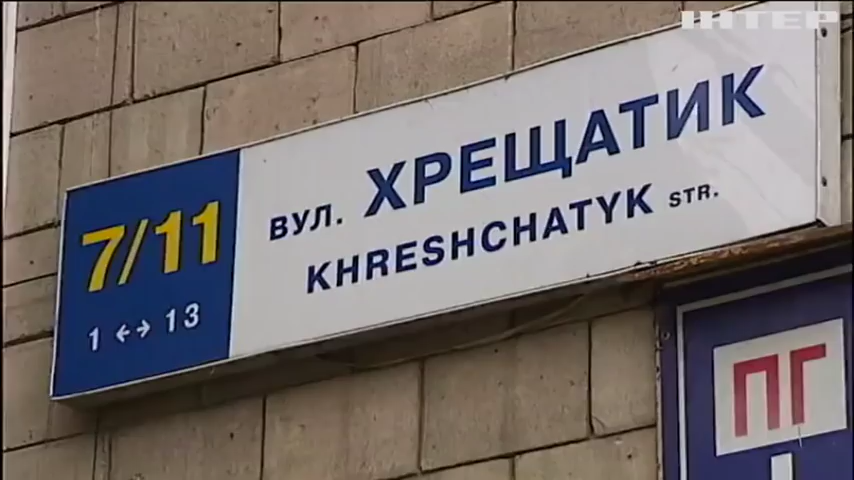 ІНТЕР
7/11
1 ↔ 13
ВУЛ. ХРЕЩАТИК
KHRESHCHATYK STR.
ПГ